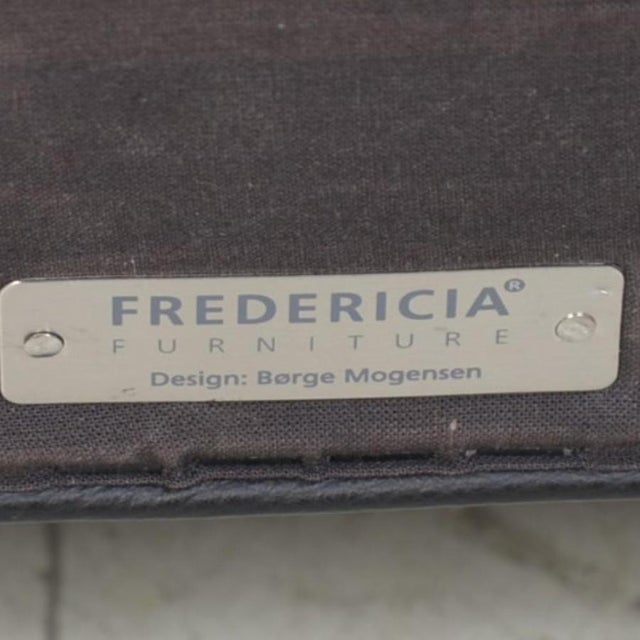 FREDERICIA®
FURNITURE
Design: Børge Mogensen